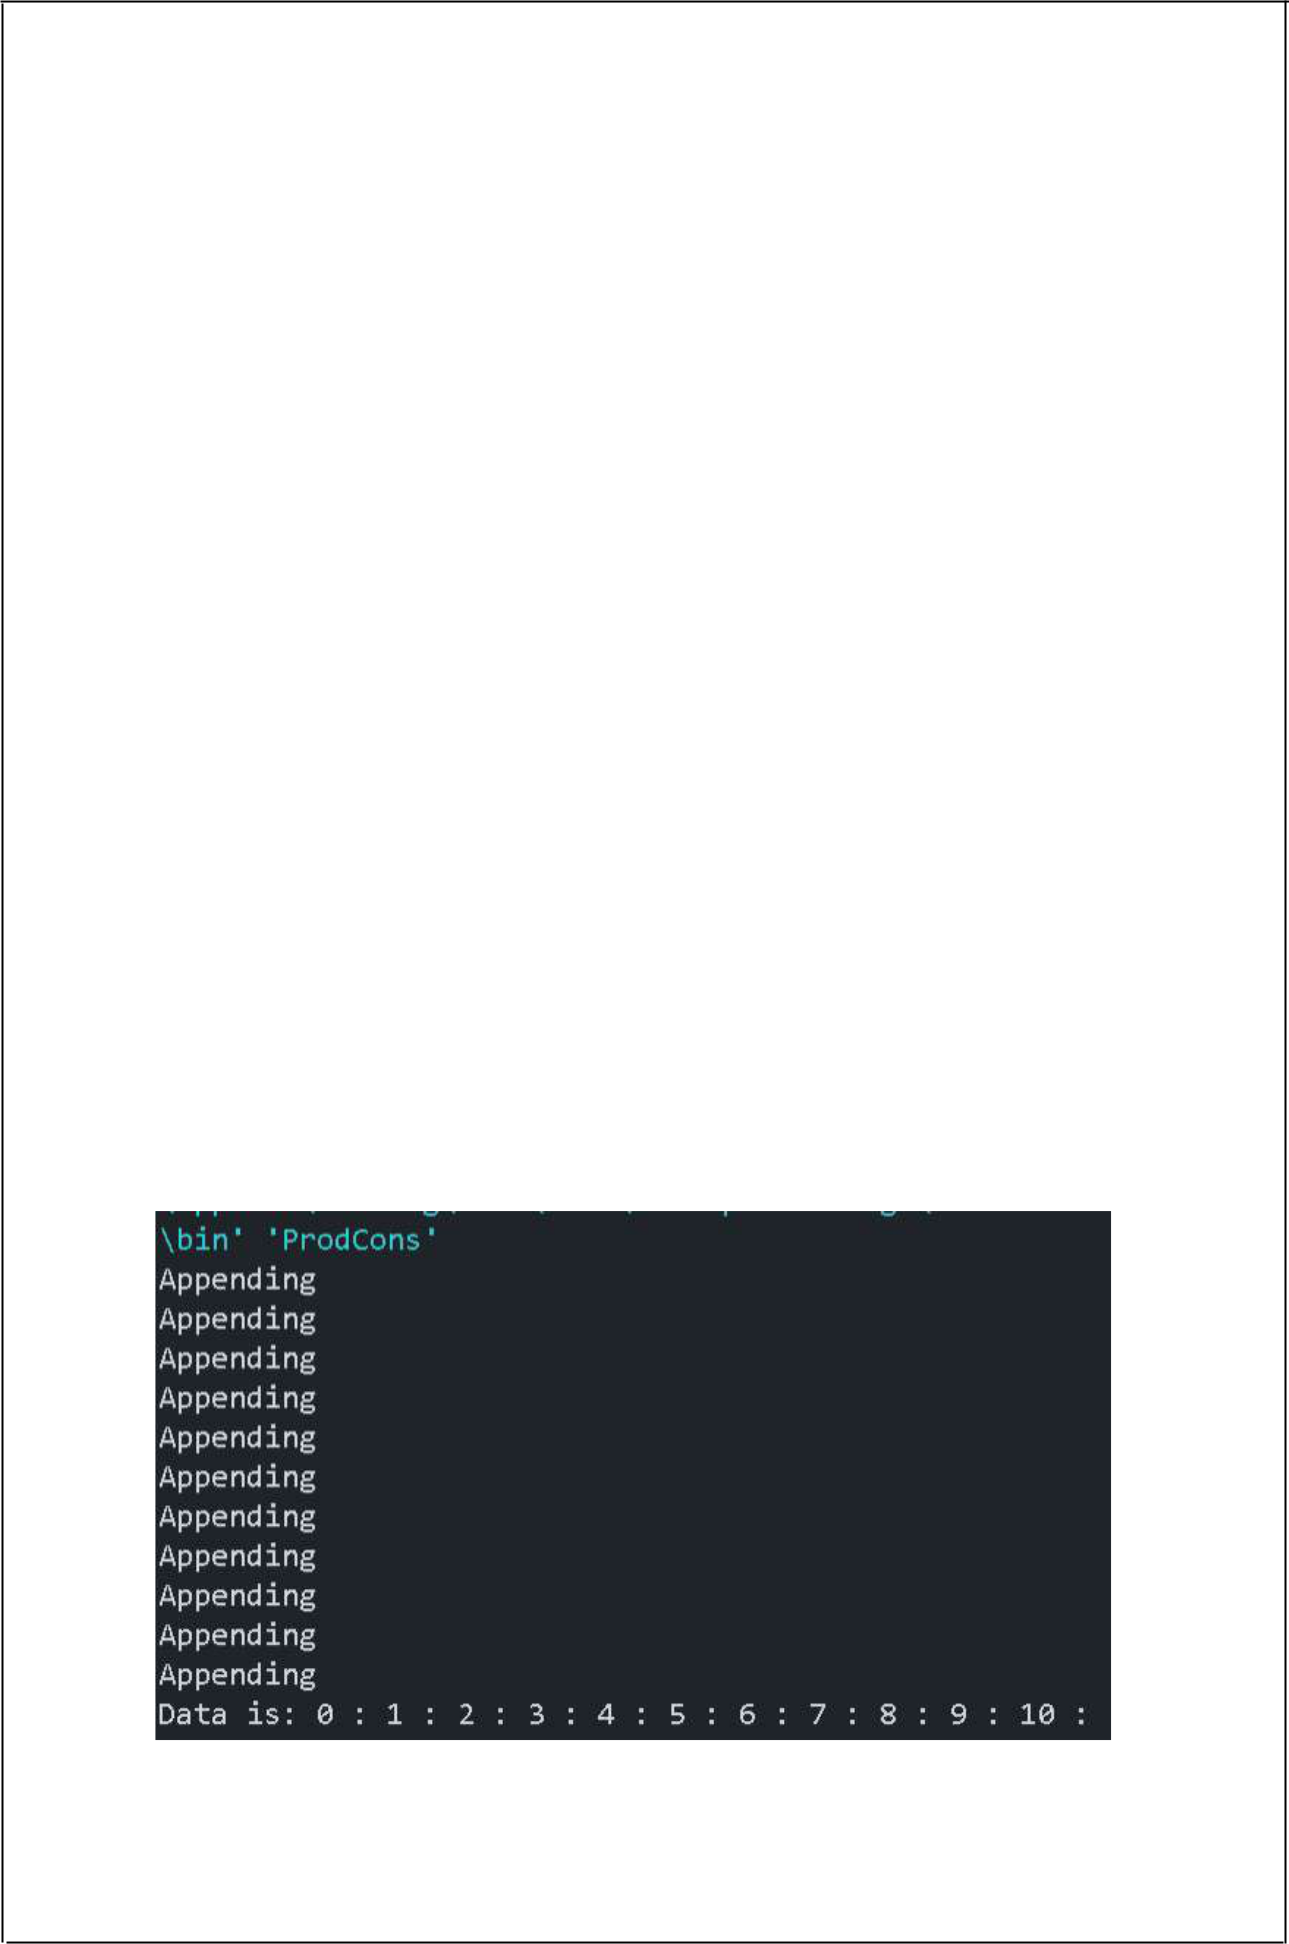 \bin' 'ProdCons'
Appending
Appending
Appending
Appending
Appending
Appending
Appending
Appending
Appending
Appending
Appending
Data is: 0 : 1 : 2 : 3 : 4 : 5 : 6 : 7 : 8 : 9 : 10 :